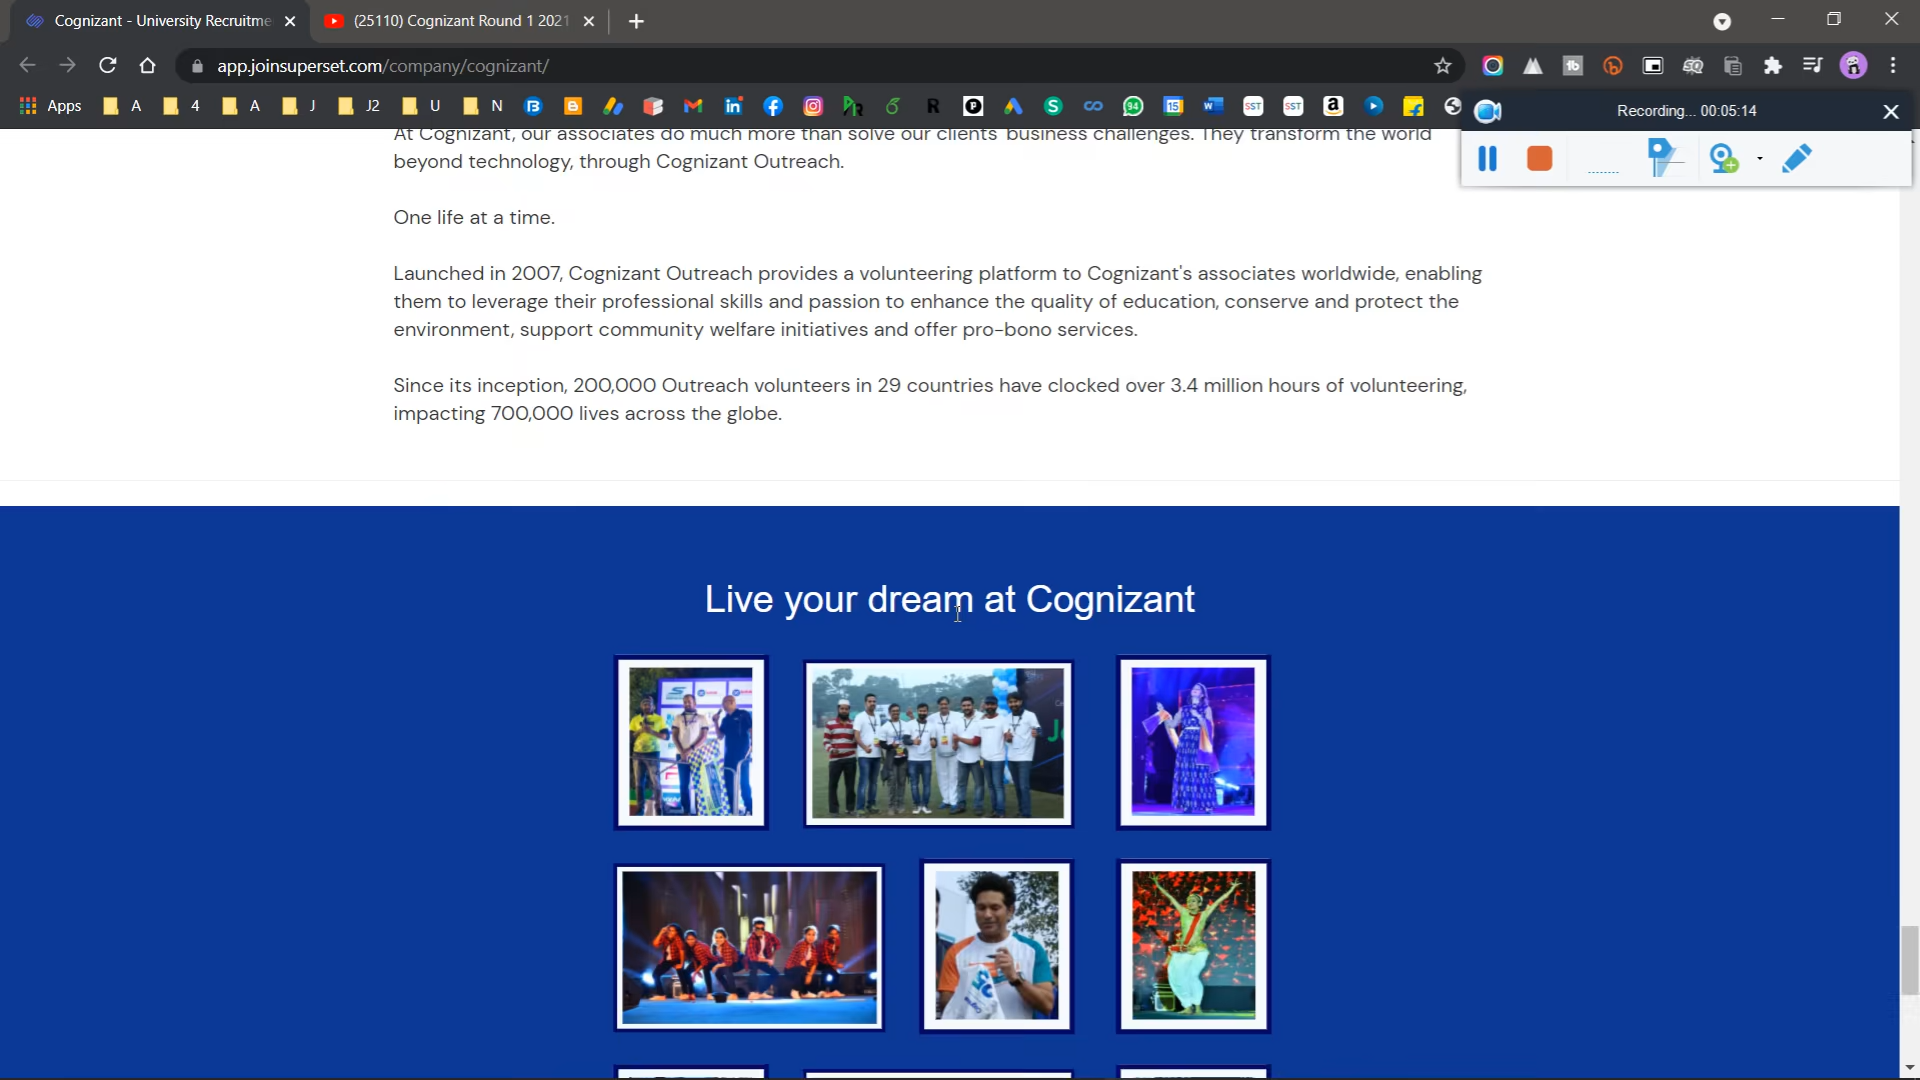 Cognizant - University Recruitme
(25110) Cognizant Round 1 2021
app.joinsuperset.com/company/cognizant/
Apps
A
4
A
J
J2
U
N
Recording... 00:05:14
At Cognizant, our associates do much more than solve our clients' business challenges. They transform the world
beyond technology, through Cognizant Outreach.
One life at a time.
Launched in 2007, Cognizant Outreach provides a volunteering platform to Cognizant's associates worldwide, enabling
them to leverage their professional skills and passion to enhance the quality of education, conserve and protect the
environment, support community welfare initiatives and offer pro-bono services.
Since its inception, 200,000 Outreach volunteers in 29 countries have clocked over 3.4 million hours of volunteering,
impacting 700,000 lives across the globe.
Live your dream at Cognizant